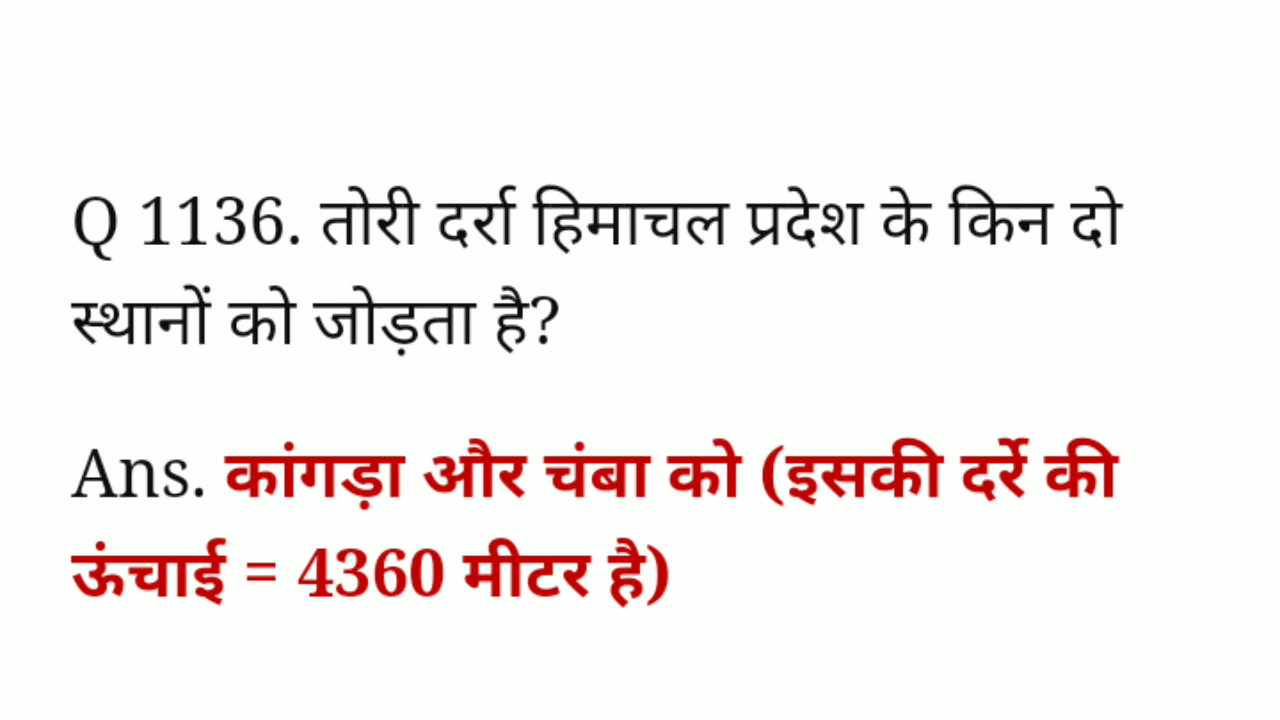 Q 1136. तोरी दर्रा हिमाचल प्रदेश के किन दो
स्थानों को जोड़ता है?
Ans. कांगड़ा और चंबा को (इसकी दर्रे की
ऊंचाई = 4360 मीटर है)